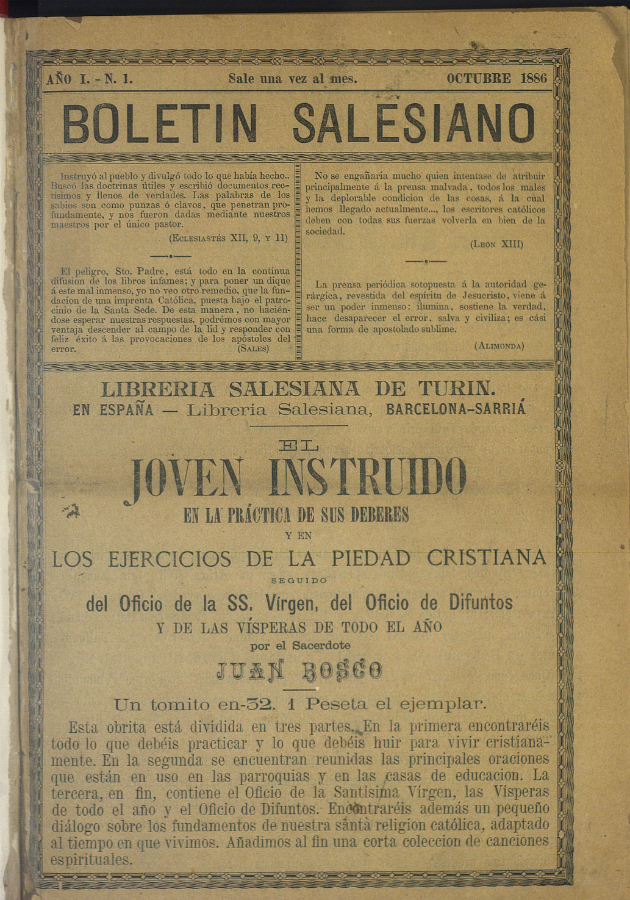 AÑO I. - N. 1.
Sale una vez al mes.
OCTUBRE 1886
BOLETIN SALESIANO
Instruyó al pueblo y divulgó todo lo que había hecho..
Buscó las doctrinas útiles y escribió documentos rec-
tísimos y llenos de verdades. Las palabras de los
sabios son como punzas ó clavos, que penetran pro-
fundamente, y nos fueron dadas mediante nuestros
maestros por el único pastor.
(ECLESIASTÉS XII, 9, y 11)
El peligro, Sto. Padre, está todo en la continua
difusion de los libros infames; y para poner un dique
á este mal inmenso, yo no veo otro remedio, que la fun-
dacion de una imprenta Católica, puesta bajo el patro-
cinio de la Santa Sede. De esta manera, no hacién-
dose esperar nuestras respuestas, podrémos con mayor
ventaja descender al campo de la lid y responder con
feliz éxito á las provocaciones de los apóstoles del
error. (SALES)
No se engañaria mucho quien intentase de atribuir
principalmente á la prensa malvada, todos los males
y la deplorable condicion de las cosas, á la cual
hemos llegado actualmente..., los escritores católicos
deben con todas sus fuerzas volverla en bien de la
sociedad.
(LEON XIII)
La prensa periódica sotopuesta á la autoridad ge-
rárgica, revestida del espíritu de Jesucristo, viene á
ser un poder inmenso: ilumina, sostiene la verdad,
hace desaparecer el error, salva y civiliza; es cási
una forma de apostolado sublime.
(ALIMONDA)
LIBRERIA SALESIANA DE TURIN.
EN ESPAÑA — Librería Salesiana, BARCELONA-SARRIÁ
EL
JOVEN INSTRUIDO
EN LA PRÁCTICA DE SUS DEBERES
Y EN
LOS EJERCICIOS DE LA PIEDAD CRISTIANA
SEGUIDO
del Oficio de la SS. Vírgen, del Oficio de Difuntos
Y DE LAS VÍSPERAS DE TODO EL AÑO
por el Sacerdote
JUAN BOSCO
Un tomito en-32. 1 Peseta el ejemplar.
Esta obrita está dividida en tres partes. En la primera encontraréis
todo lo que debéis practicar y lo que debéis huir para vivir cristiana-
mente. En la segunda se encuentran reunidas las principales oraciones
que están en uso en las parroquias y en las casas de educacion. La
tercera, en fin, contiene el Oficio de la Santísima Vírgen, las Vísperas
de todo el año y el Oficio de Difuntos. Encontraréis además un pequeño
diálogo sobre los fundamentos de nuestra santa religion católica, adaptado
al tiempo en que vivimos. Añadimos al fin una corta coleccion de canciones
espirituales.